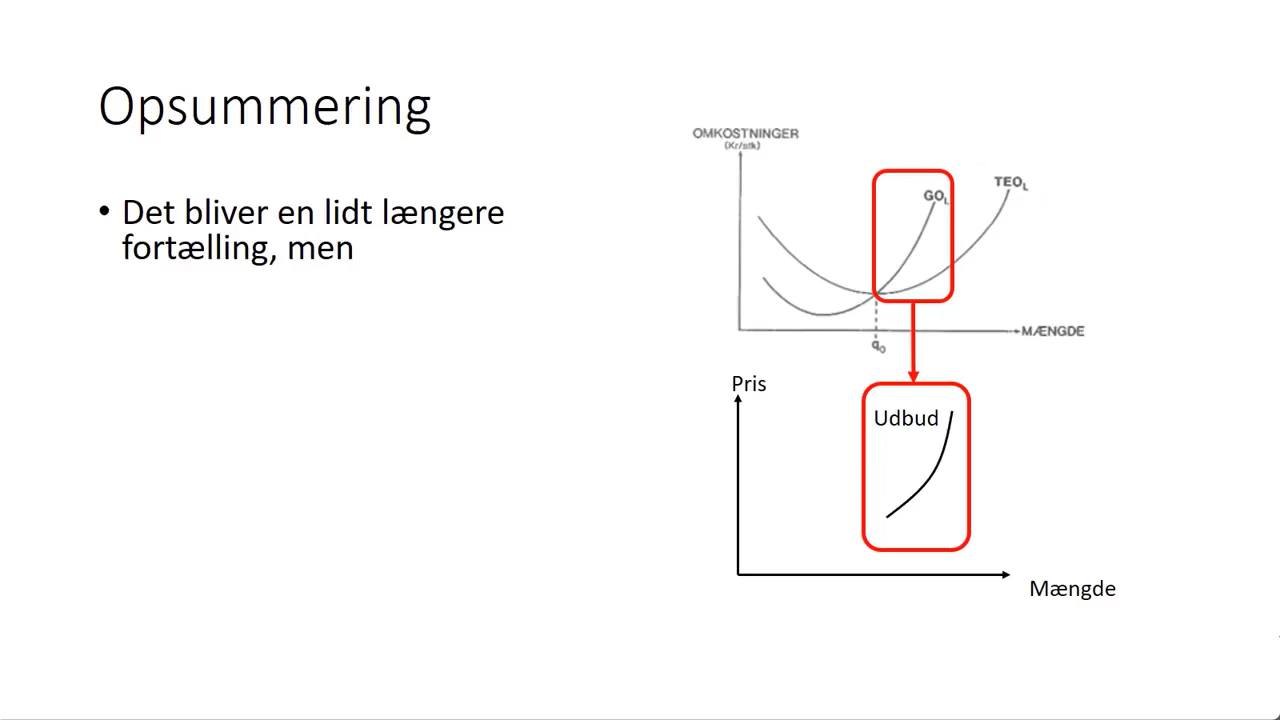 Opsummering
• Det bliver en lidt længere
fortælling, men
OMKOSTNINGER
(Kr/stk)
GOL
TEOL
MÆNGDE
q0
Pris
Udbud
Mængde